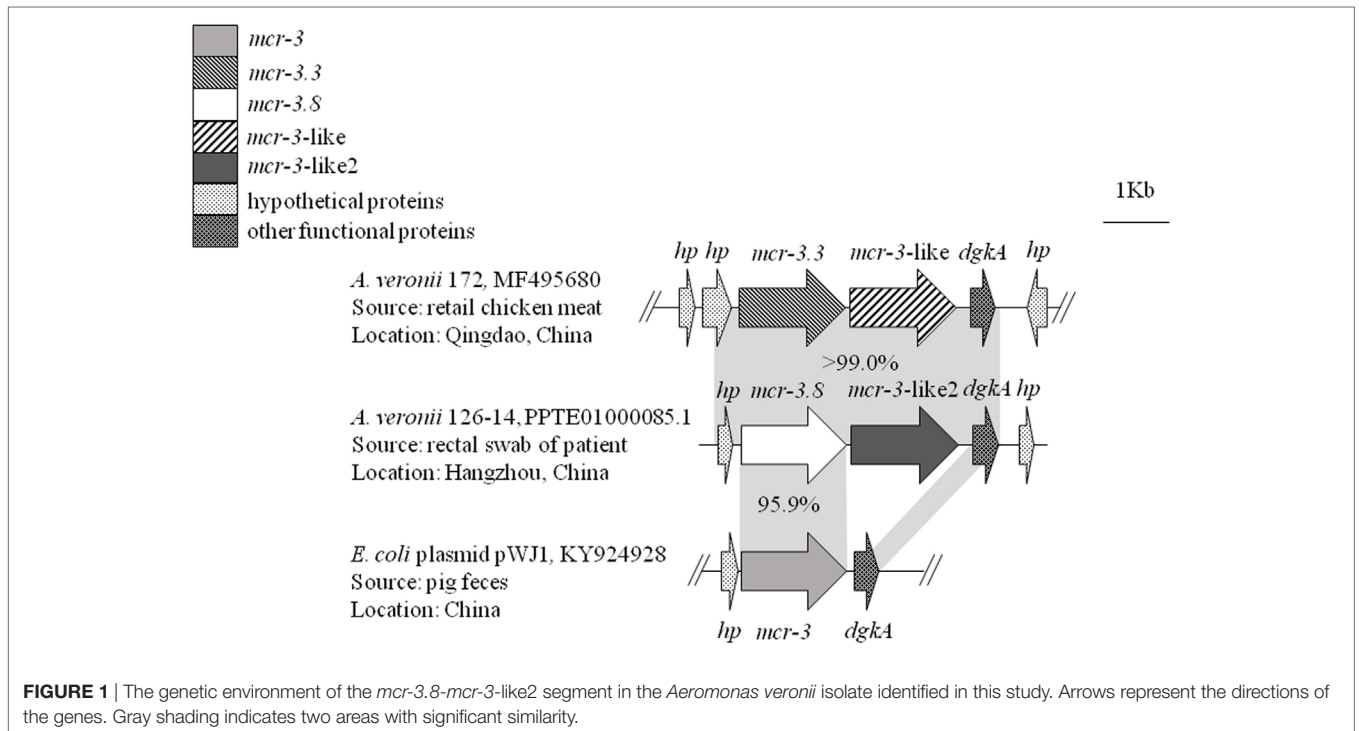 mcr-3
mcr-3.3
mcr-3.8
mcr-3-like
mcr-3-like2
hypothetical proteins
other functional proteins
1Kb
hp hp mcr-3.3 mcr-3-like dgkA hp
A. veronii 172, MF495680
Source: retail chicken meat
Location: Qingdao, China
>99.0%
hp mcr-3.8 mcr-3-like2 dgkA hp
A. veronii 126-14, PPTE01000085.1
Source: rectal swab of patient
Location: Hangzhou, China
95.9%
E. coli plasmid pWJ1, KY924928
Source: pig feces
Location: China
hp mcr-3 dgkA
FIGURE 1 | The genetic environment of the mcr-3.8-mcr-3-like2 segment in the Aeromonas veronii isolate identified in this study. Arrows represent the directions of
the genes. Gray shading indicates two areas with significant similarity.